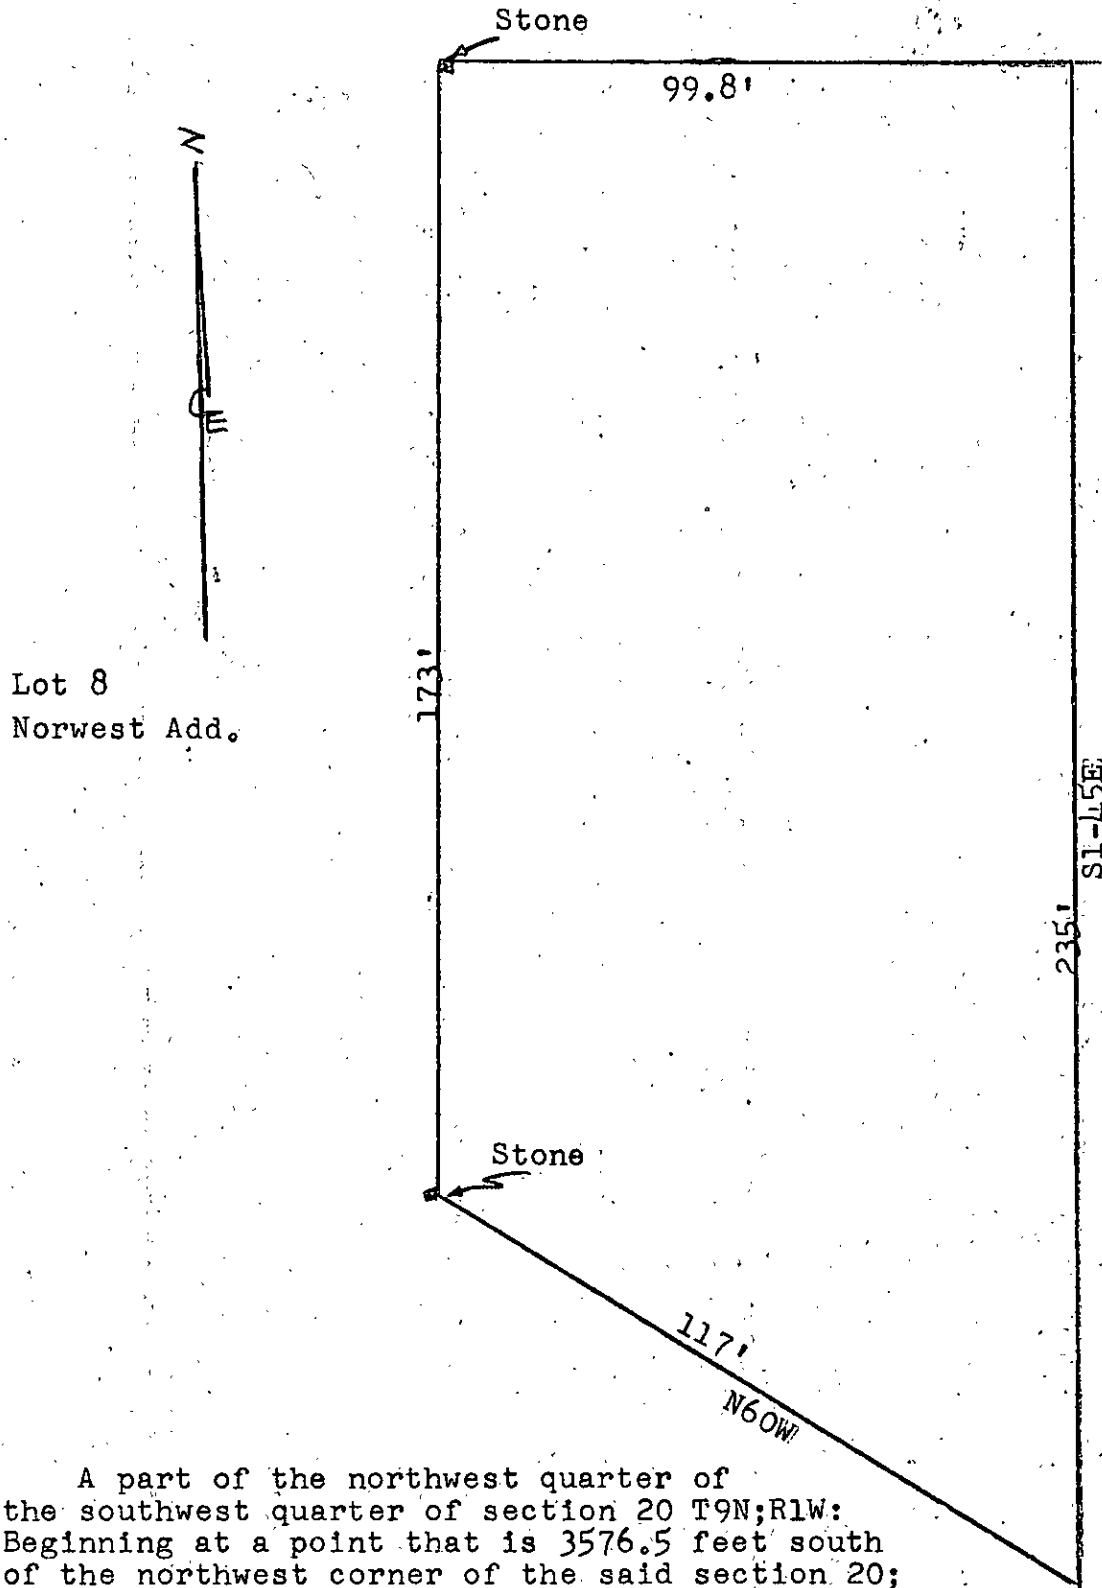 Stone
99.8'
N
173'
Lot 8
Norwest Add.
S1-45E
235'
Stone
117'
N60W
A part of the northwest quarter of
the southwest quarter of section 20 T9N;R1W:
Beginning at a point that is 3576.5 feet south
of the northwest corner of the said section 20;